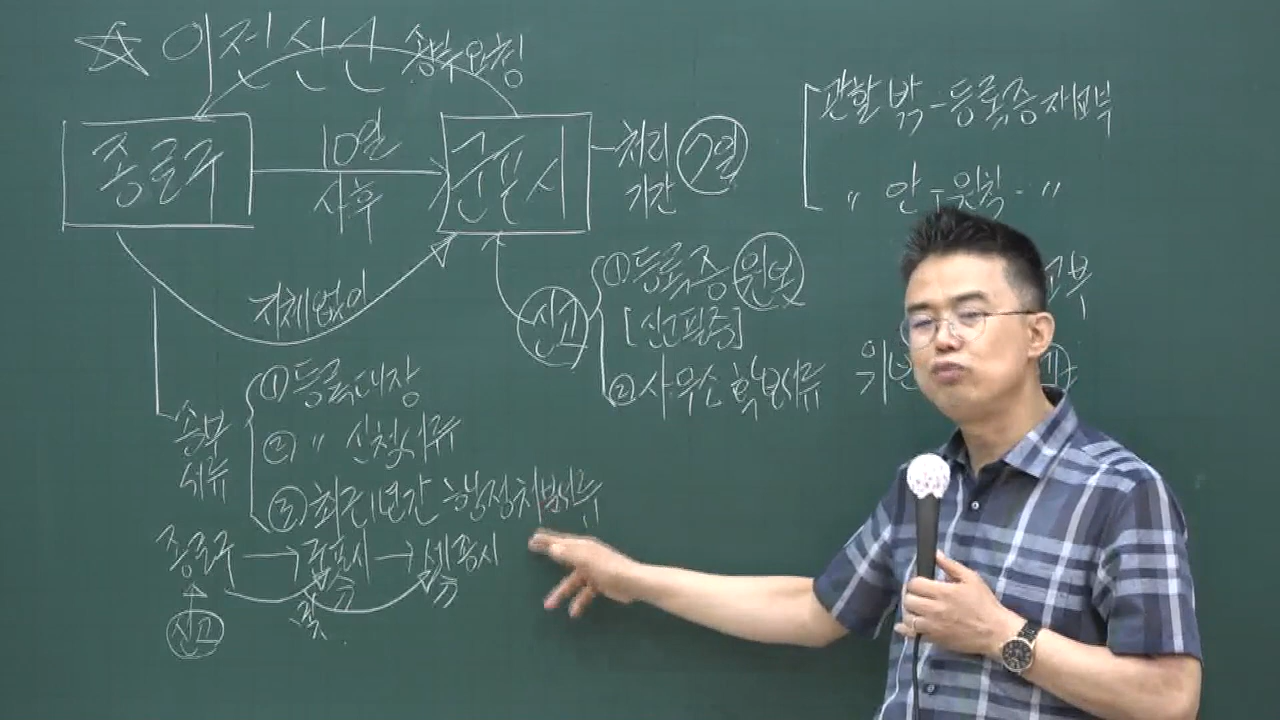 ☆ 이전신고 송부요청
종로구
10일
사후
군포시
처리
기간
7일
지체없이
신고
① 등록증 원본
[신고필증]
② 사무소 확보서류
송부
서류
① 등록대장
② 〃 신청서류
③ 최근1년간 행정처분서류
종로구 → 군포시 → 세종시
신고
관할 밖 - 등록증 재교부
〃 안 - 원칙 - 〃
교부